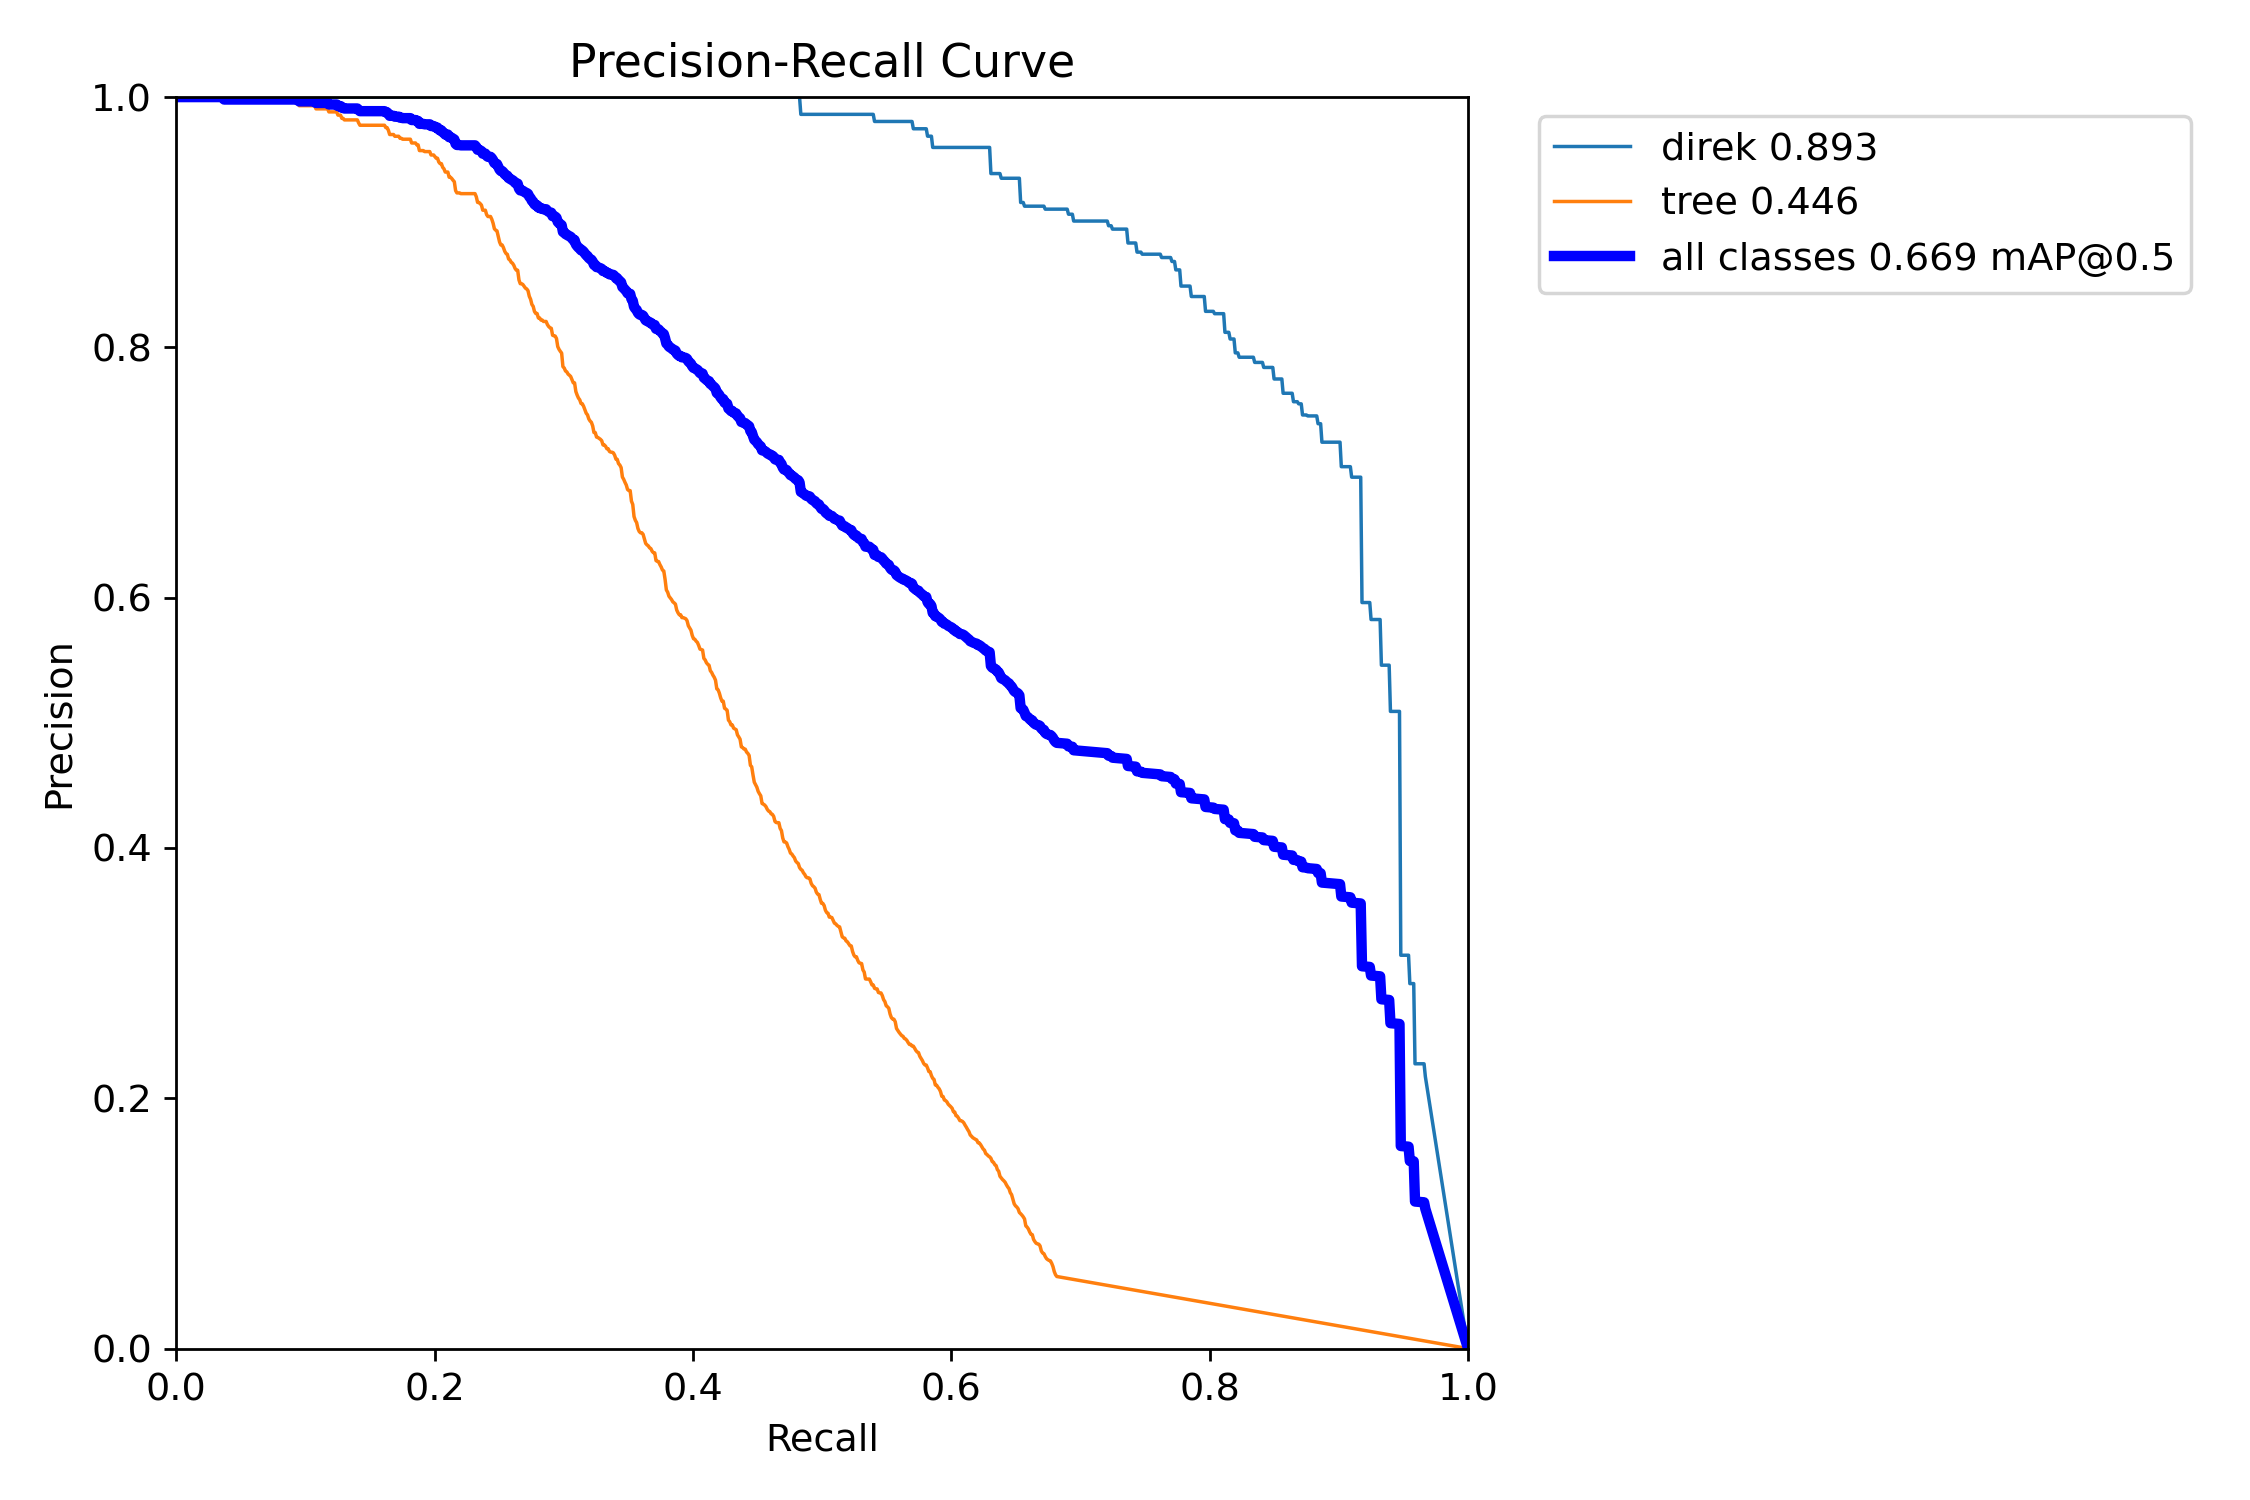 Precision-Recall Curve
1.0
0.8
0.6
0.4
0.2
0.0
Precision
0.0 0.2 0.4 0.6 0.8 1.0
Recall
direk 0.893
tree 0.446
all classes 0.669 mAP@0.5